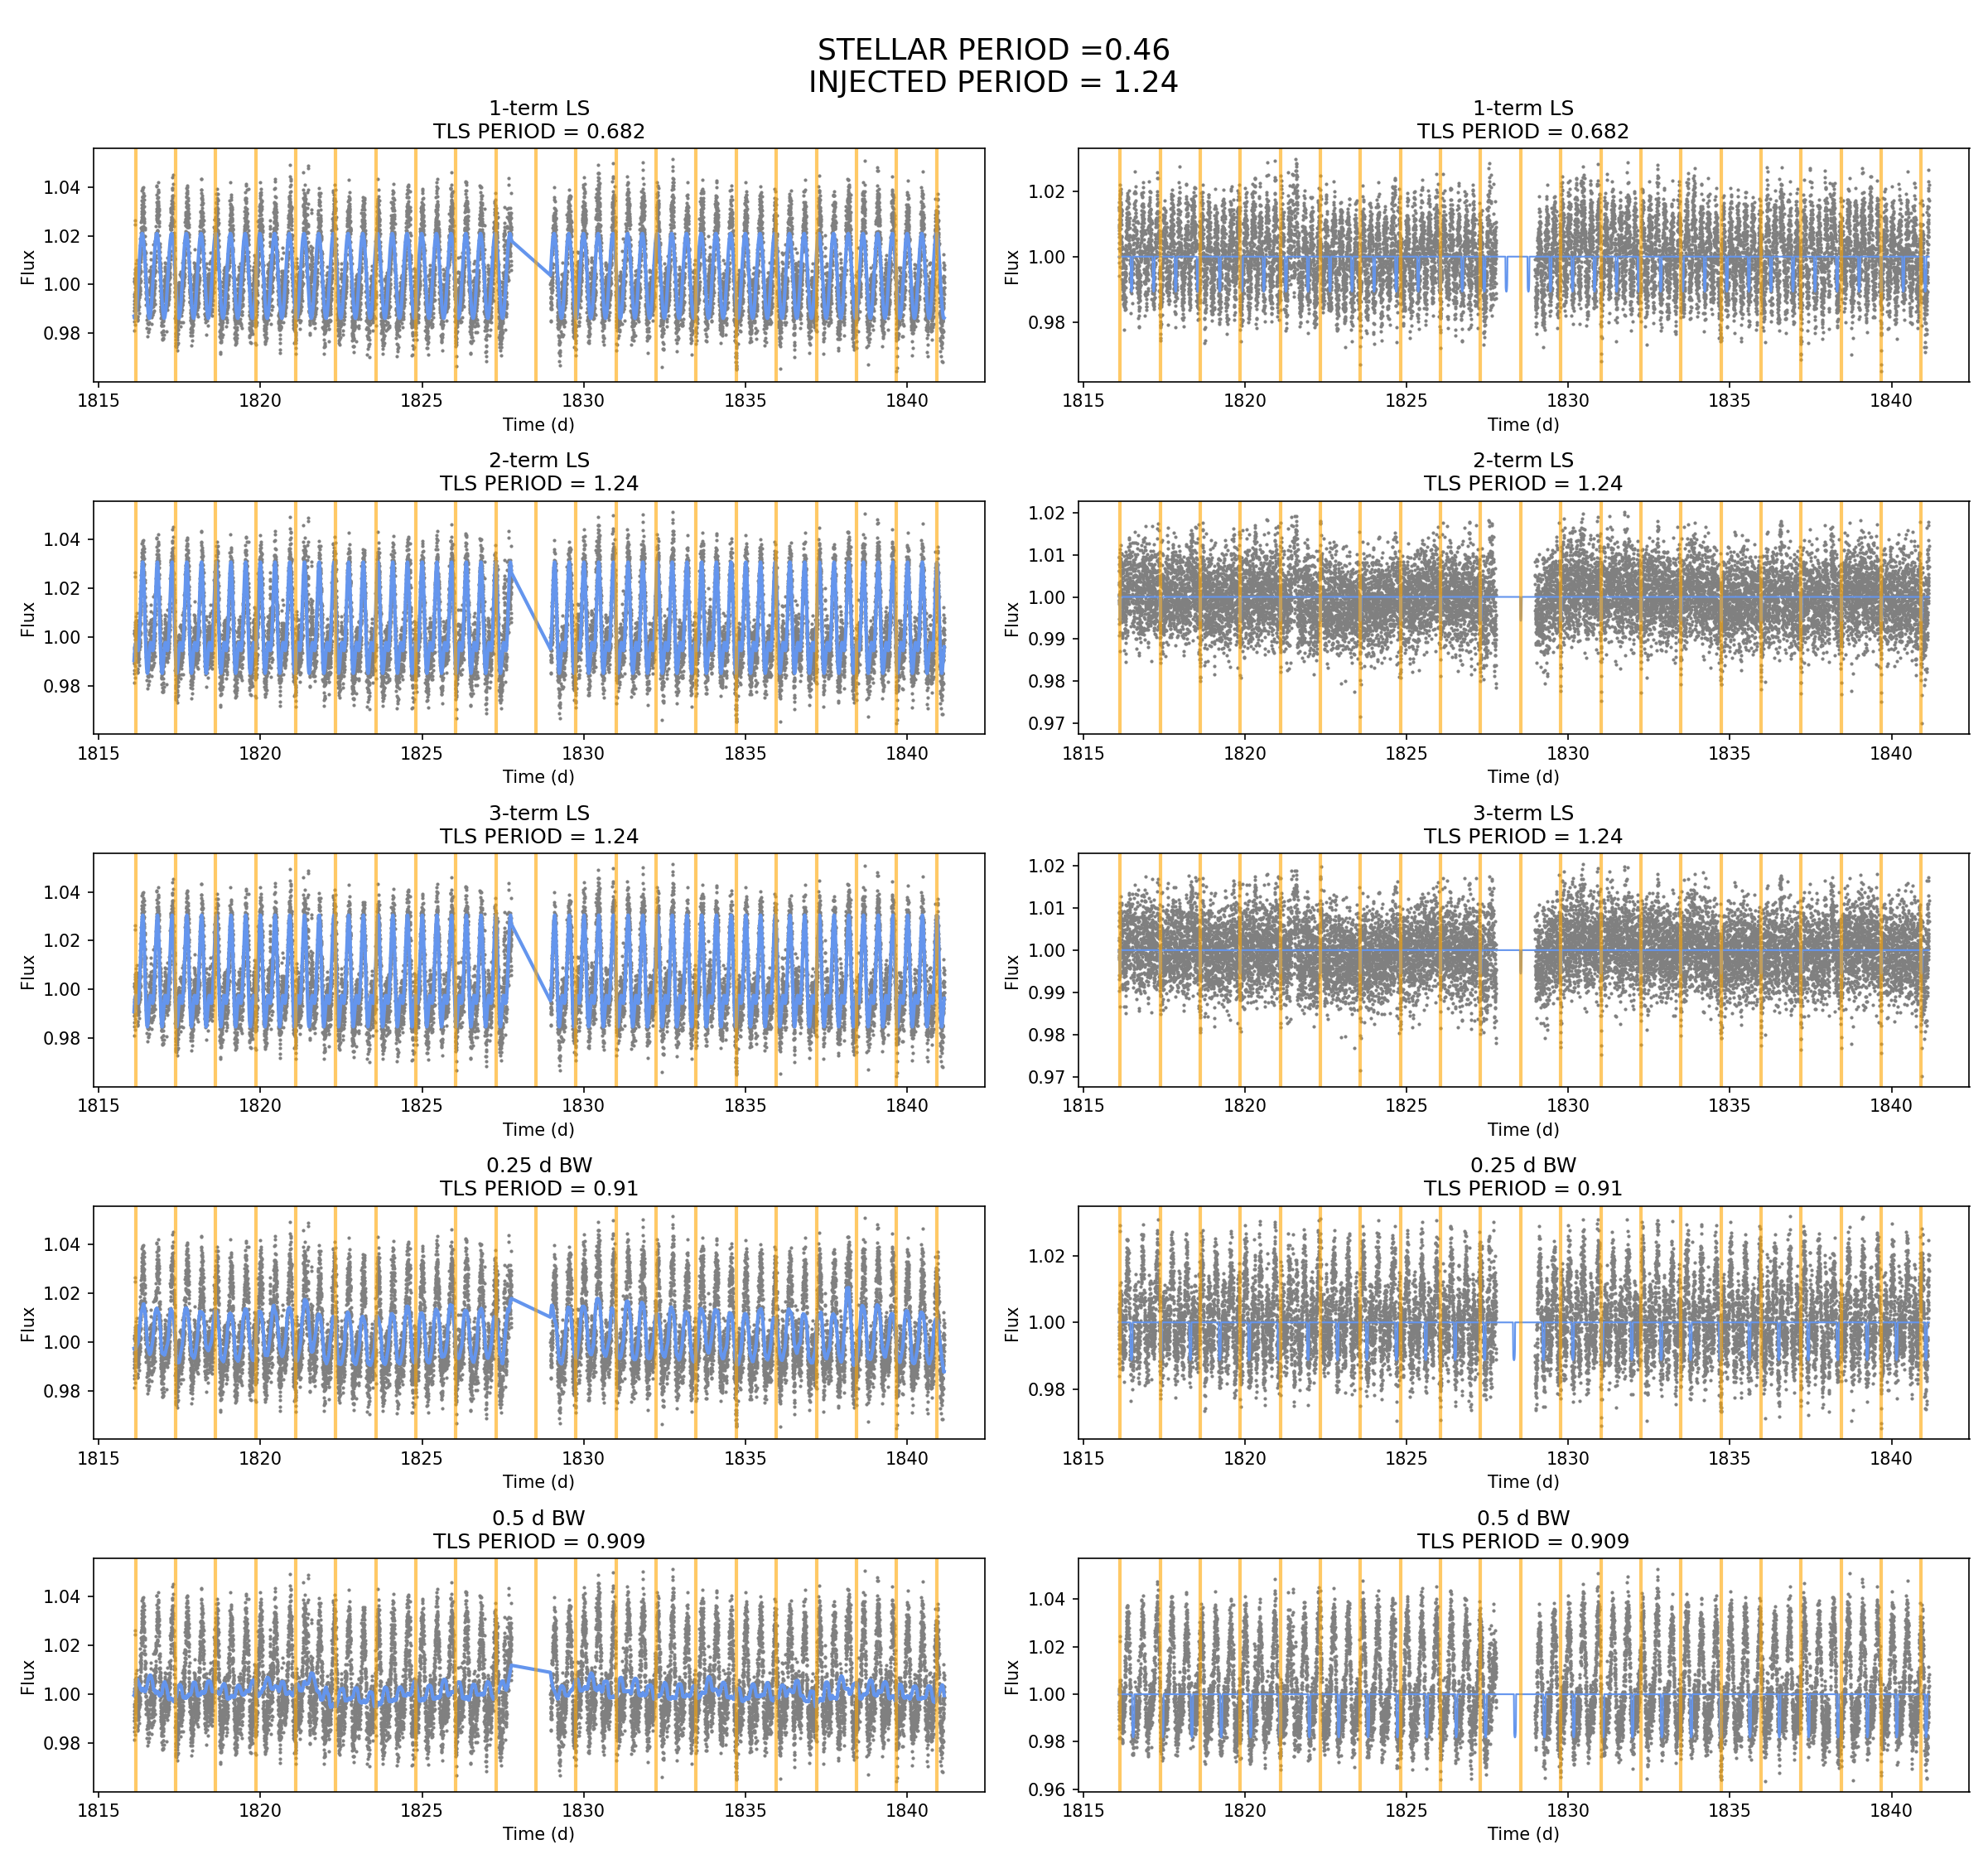 STELLAR PERIOD =0.46
INJECTED PERIOD = 1.24
1-term LS
TLS PERIOD = 0.682
Flux
1.04
1.02
1.00
0.98
1815 1820 1825 1830 1835 1840
Time (d)
1-term LS
TLS PERIOD = 0.682
Flux
1.02
1.00
0.98
1815 1820 1825 1830 1835 1840
Time (d)
2-term LS
TLS PERIOD = 1.24
Flux
1.04
1.02
1.00
0.98
1815 1820 1825 1830 1835 1840
Time (d)
2-term LS
TLS PERIOD = 1.24
Flux
1.02
1.01
1.00
0.99
0.98
0.97
1815 1820 1825 1830 1835 1840
Time (d)
3-term LS
TLS PERIOD = 1.24
Flux
1.04
1.02
1.00
0.98
1815 1820 1825 1830 1835 1840
Time (d)
3-term LS
TLS PERIOD = 1.24
Flux
1.02
1.01
1.00
0.99
0.98
0.97
1815 1820 1825 1830 1835 1840
Time (d)
0.25 d BW
TLS PERIOD = 0.91
Flux
1.04
1.02
1.00
0.98
1815 1820 1825 1830 1835 1840
Time (d)
0.25 d BW
TLS PERIOD = 0.91
Flux
1.02
1.00
0.98
1815 1820 1825 1830 1835 1840
Time (d)
0.5 d BW
TLS PERIOD = 0.909
Flux
1.04
1.02
1.00
0.98
1815 1820 1825 1830 1835 1840
Time (d)
0.5 d BW
TLS PERIOD = 0.909
Flux
1.04
1.02
1.00
0.98
0.96
1815 1820 1825 1830 1835 1840
Time (d)